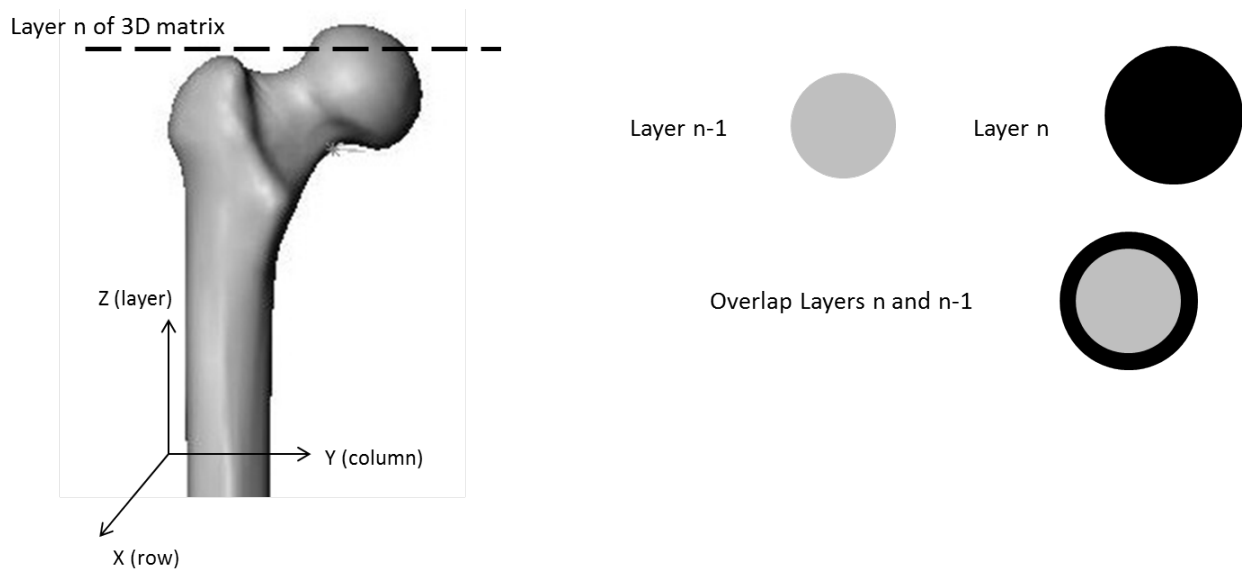 Layer n of 3D matrix
Layer n-1
Layer n
Overlap Layers n and n-1
Z (layer)
Y (column)
X (row)